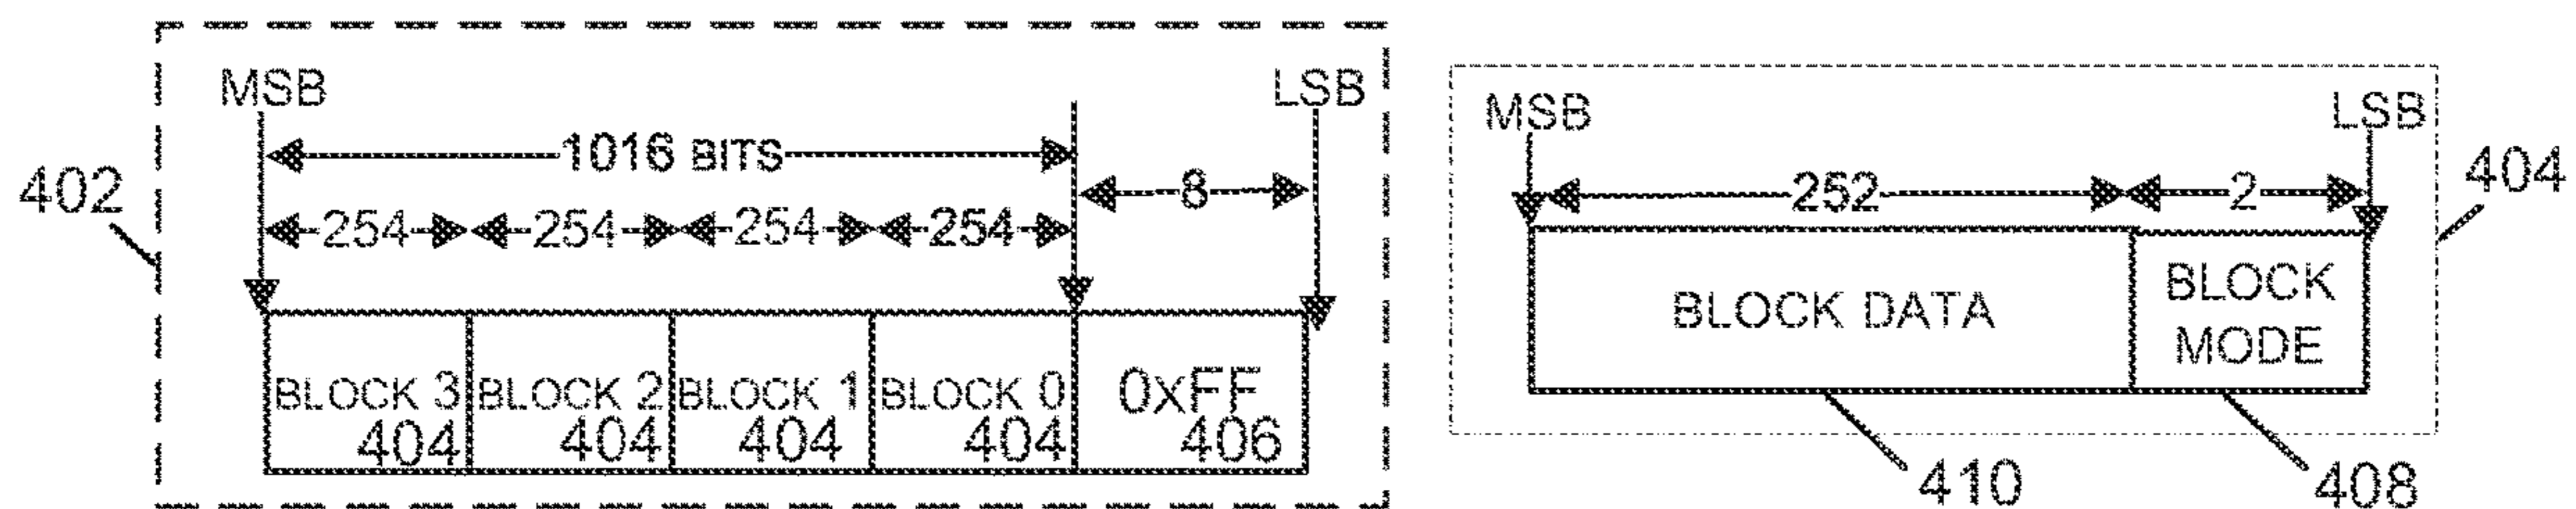 MSB LSB
1016 BITS
8
402
254 254 254 254
BLOCK 3 BLOCK 2 BLOCK 1 BLOCK 0 0XFF
404 404 404 404 406
MSB LSB
404
252 2
BLOCK DATA
BLOCK
MODE
410
408